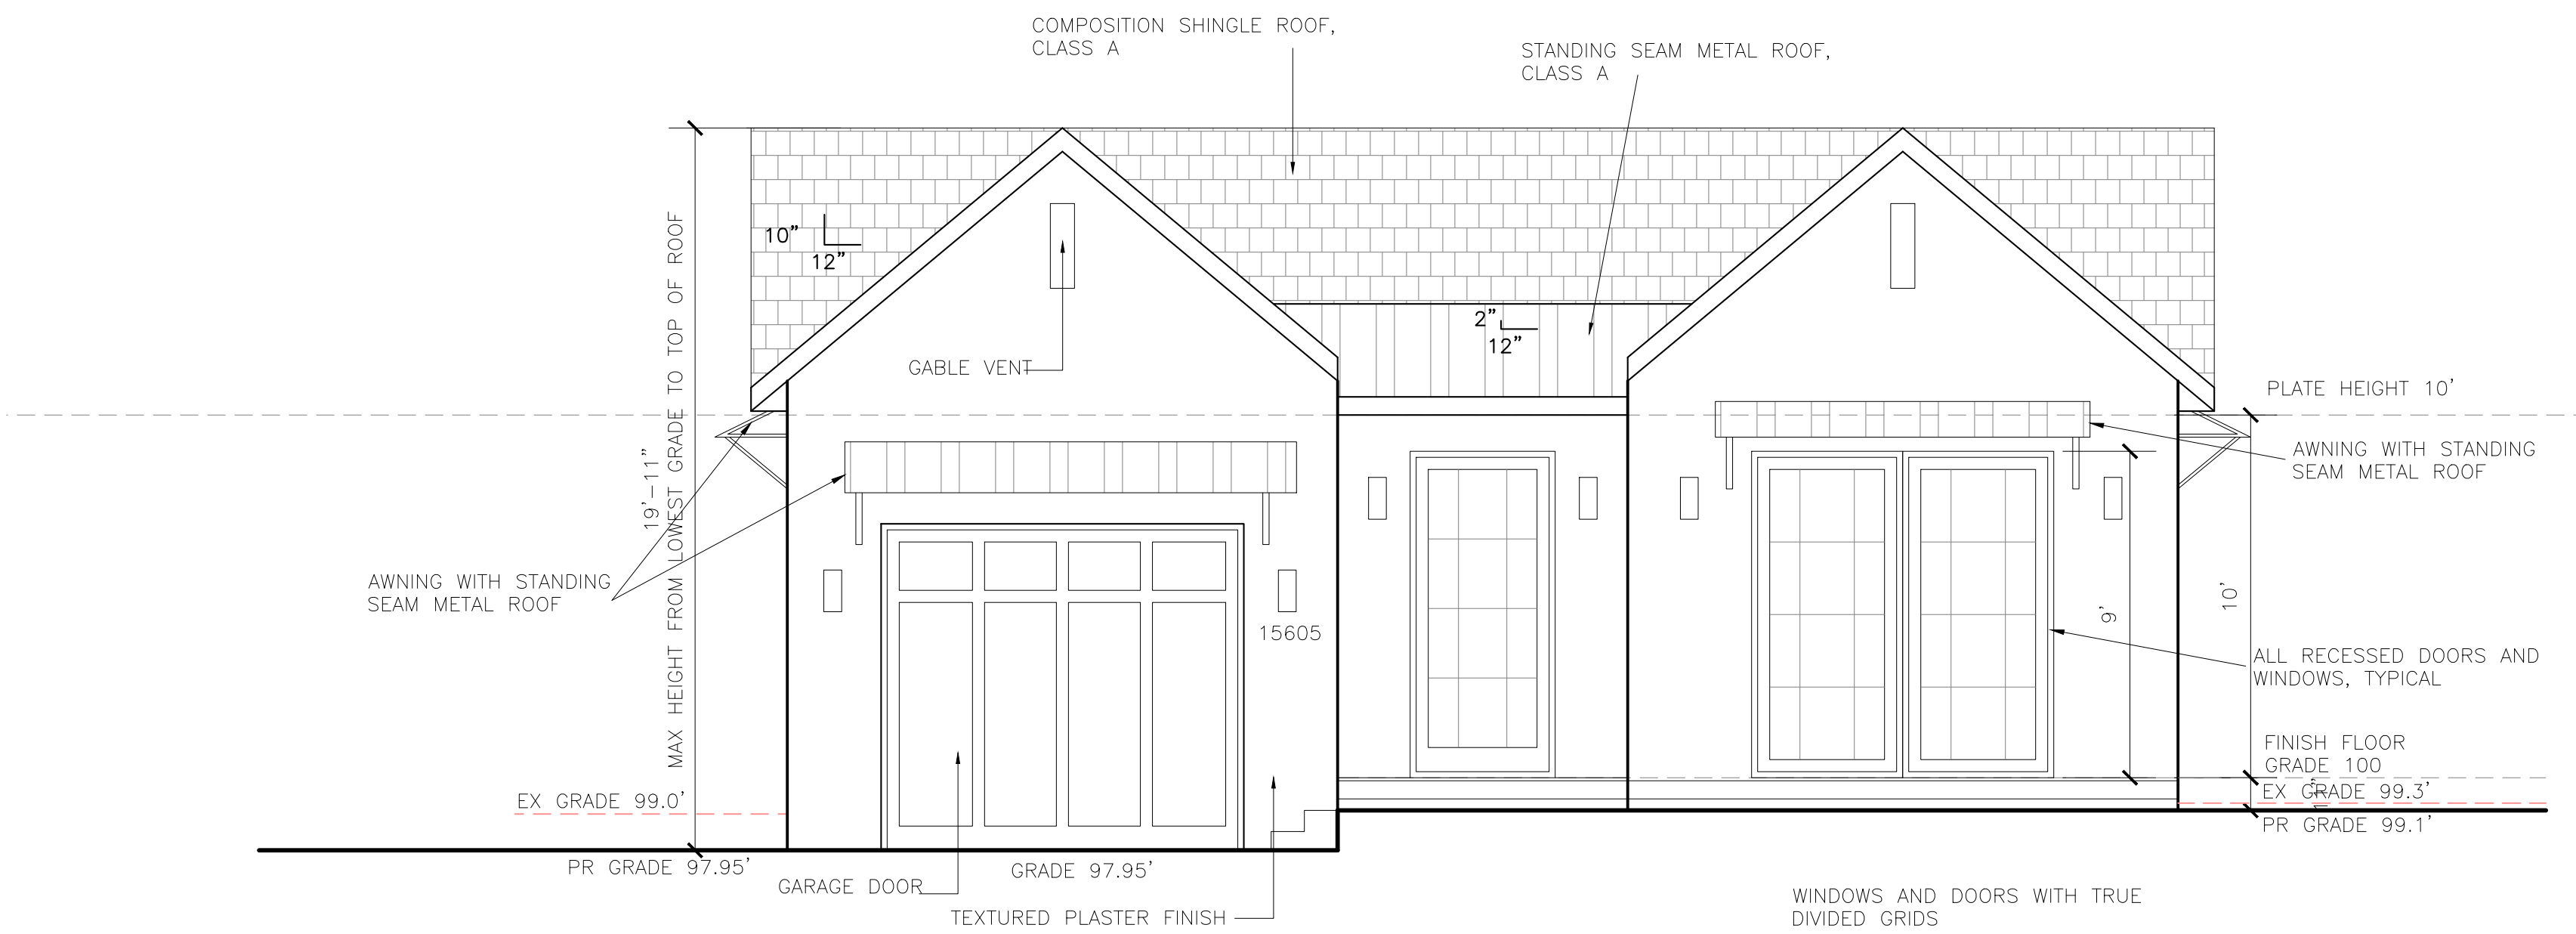 COMPOSITION SHINGLE ROOF,
CLASS A
STANDING SEAM METAL ROOF,
CLASS A
10”
12”
2”
12”
GABLE VENT
PLATE HEIGHT 10'
AWNING WITH STANDING
SEAM METAL ROOF
19'-11”
MAX HEIGHT FROM LOWEST GRADE TO TOP OF ROOF
AWNING WITH STANDING
SEAM METAL ROOF
15605
9'
10'
ALL RECESSED DOORS AND
WINDOWS, TYPICAL
FINISH FLOOR
GRADE 100
EX GRADE 99.0'
EX GRADE 99.3'
PR GRADE 99.1'
PR GRADE 97.95'
GRADE 97.95'
GARAGE DOOR
TEXTURED PLASTER FINISH
WINDOWS AND DOORS WITH TRUE
DIVIDED GRIDS